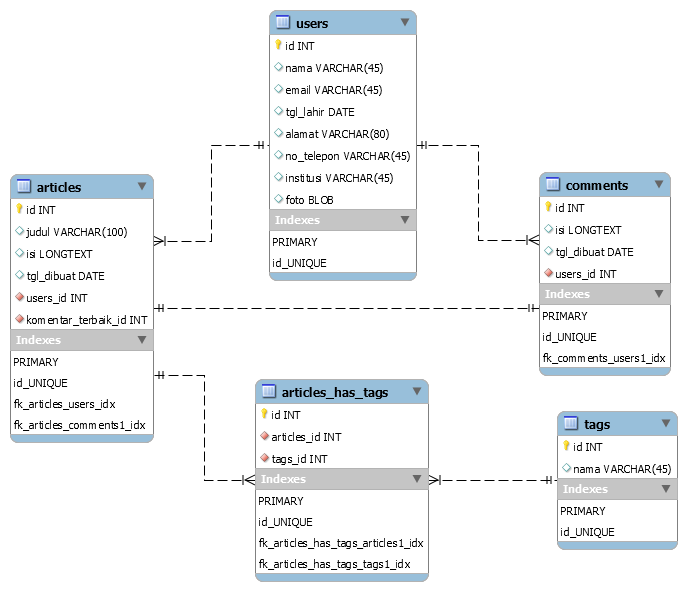 users
id INT
nama VARCHAR(45)
email VARCHAR(45)
tgl_lahir DATE
alamat VARCHAR(80)
no_telepon VARCHAR(45)
institusi VARCHAR(45)
foto BLOB
Indexes
PRIMARY
id_UNIQUE
articles
id INT
judul VARCHAR(100)
isi LONGTEXT
tgl_dibuat DATE
users_id INT
komentar_terbaik_id INT
Indexes
PRIMARY
id_UNIQUE
fk_articles_users_idx
fk_articles_comments1_idx
comments
id INT
isi LONGTEXT
tgl_dibuat DATE
users_id INT
Indexes
PRIMARY
id_UNIQUE
fk_comments_users1_idx
articles_has_tags
id INT
articles_id INT
tags_id INT
Indexes
PRIMARY
id_UNIQUE
fk_articles_has_tags_articles1_idx
fk_articles_has_tags_tags1_idx
tags
id INT
nama VARCHAR(45)
Indexes
PRIMARY
id_UNIQUE